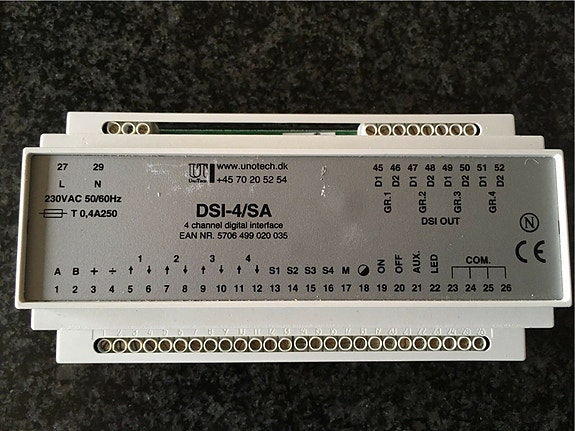 27 29
L N
230VAC 50/60Hz
T 0,4A250
UT
UnoTech
www.unotech.dk
+45 70 20 52 54
DSI-4/SA
4 channel digital interface
EAN NR. 5706 499 020 035
45 46 47 48 49 50 51 52
D1 D2 D1 D2 D1 D2 D1 D2
GR.1 GR.2 GR.3 GR.4
DSI OUT
N
CE
1 2 3 4
A B + + ↑ ↓ ↑ ↓ ↑ ↓ ↑ ↓ S1 S2 S3 S4 M ON OFF AUX. LED COM.
1 2 3 4 5 6 7 8 9 10 11 12 13 14 15 16 17 18 19 20 21 22 23 24 25 26